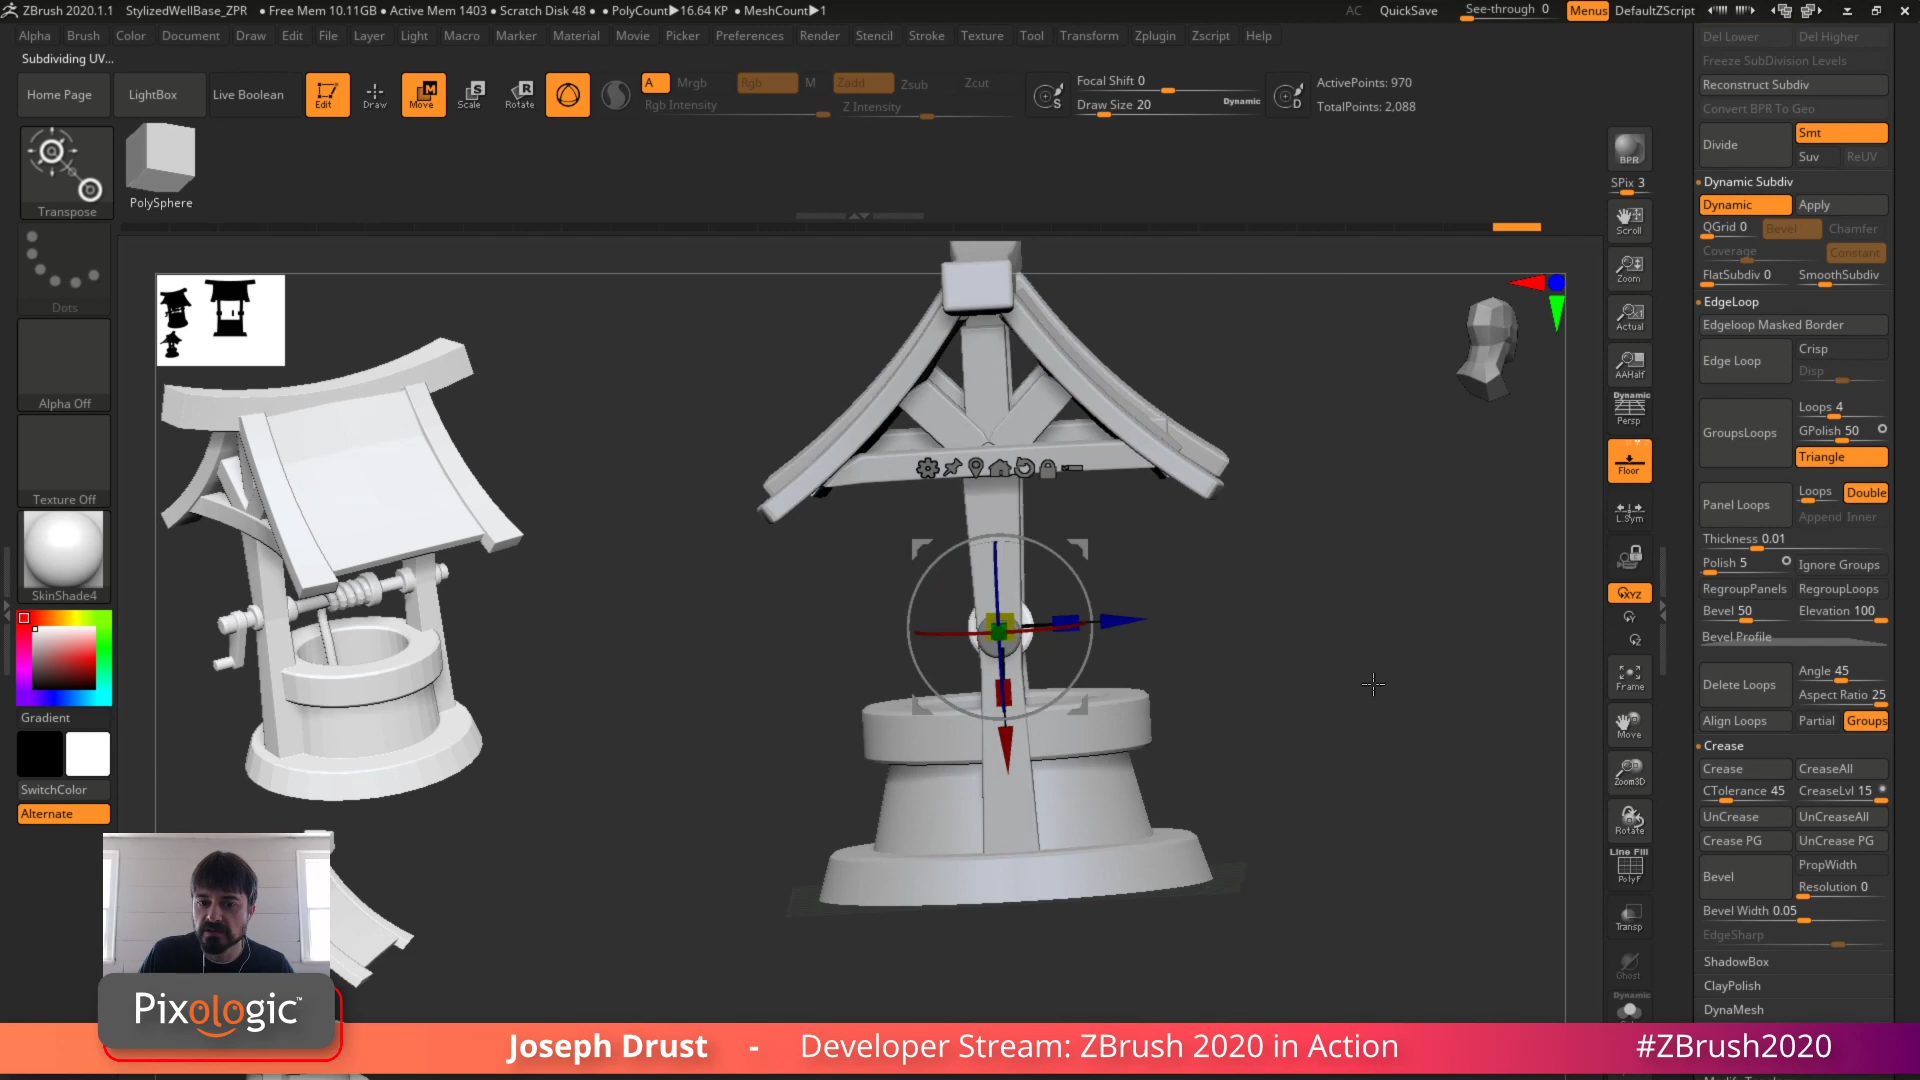 ZBrush 2020.1.1 StylizedWellBase_ZPR • Free Mem 10.11GB • Active Mem 1403 • Scratch Disk 48 • • PolyCount▶16.64 KP • MeshCount▶1 AC QuickSave See-through 0 Menus DefaultZScript
Alpha Brush Color Document Draw Edit File Layer Light Macro Marker Material Movie Picker Preferences Render Stencil Stroke Texture Tool Transform Zplugin Zscript Help
Subdividing UV...
Home Page LightBox Live Boolean Edit Draw Move Scale Rotate
A Mrgb Rgb M Zadd Zsub Zcut
Rgb Intensity Z Intensity
S Focal Shift 0
Draw Size 20 Dynamic D
ActivePoints: 970
TotalPoints: 2,088
Transpose
PolySphere
Dots
Alpha Off
Texture Off
SkinShade4
Gradient
SwitchColor
Alternate
BPR
SPix 3
Scroll
Zoom
Actual
AAHalf
Dynamic
Persp
Floor
L.Sym
XYZ
Frame
Move
Zoom3D
Rotate
Line Fill
PolyF
Transp
Ghost
Dynamic
Del Lower Del Higher
Freeze SubDivision Levels
Reconstruct Subdiv
Convert BPR To Geo
Divide Smt
Suv ReUV
Dynamic Subdiv
Dynamic Apply
QGrid 0 Bevel Chamfer
Coverage Constant
FlatSubdiv 0 SmoothSubdiv
EdgeLoop
Edgeloop Masked Border
Edge Loop Crisp
Disp
GroupsLoops Loops 4
GPolish 50
Triangle
Panel Loops Loops Double
Append Inner
Thickness 0.01
Polish 5 Ignore Groups
RegroupPanels RegroupLoops
Bevel 50 Elevation 100
Bevel Profile
Delete Loops Angle 45
Aspect Ratio 25
Align Loops Partial Groups
Crease
Crease CreaseAll
CTolerance 45 CreaseLvl 15
UnCrease UnCreaseAll
Crease PG UnCrease PG
Bevel PropWidth
Resolution 0
Bevel Width 0.05
EdgeSharp
ShadowBox
ClayPolish
DynaMesh
Pixologic™
Joseph Drust - Developer Stream: ZBrush 2020 in Action #ZBrush2020